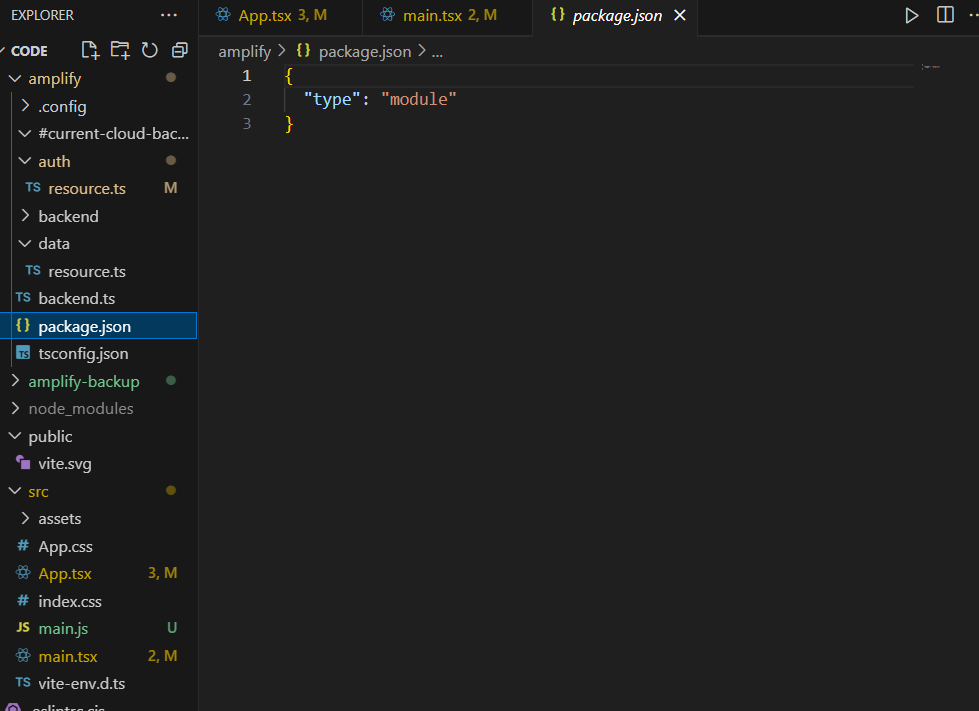 EXPLORER
App.tsx 3, M
main.tsx 2, M
{} package.json
CODE
amplify > {} package.json > ...
amplify
.config
#current-cloud-bac...
auth
TS resource.ts M
backend
data
TS resource.ts
TS backend.ts
{} package.json
TS tsconfig.json
amplify-backup
node_modules
public
vite.svg
src
assets
# App.css
App.tsx 3, M
# index.css
JS main.js U
main.tsx 2, M
TS vite-env.d.ts
1 {
2 "type": "module"
3 }